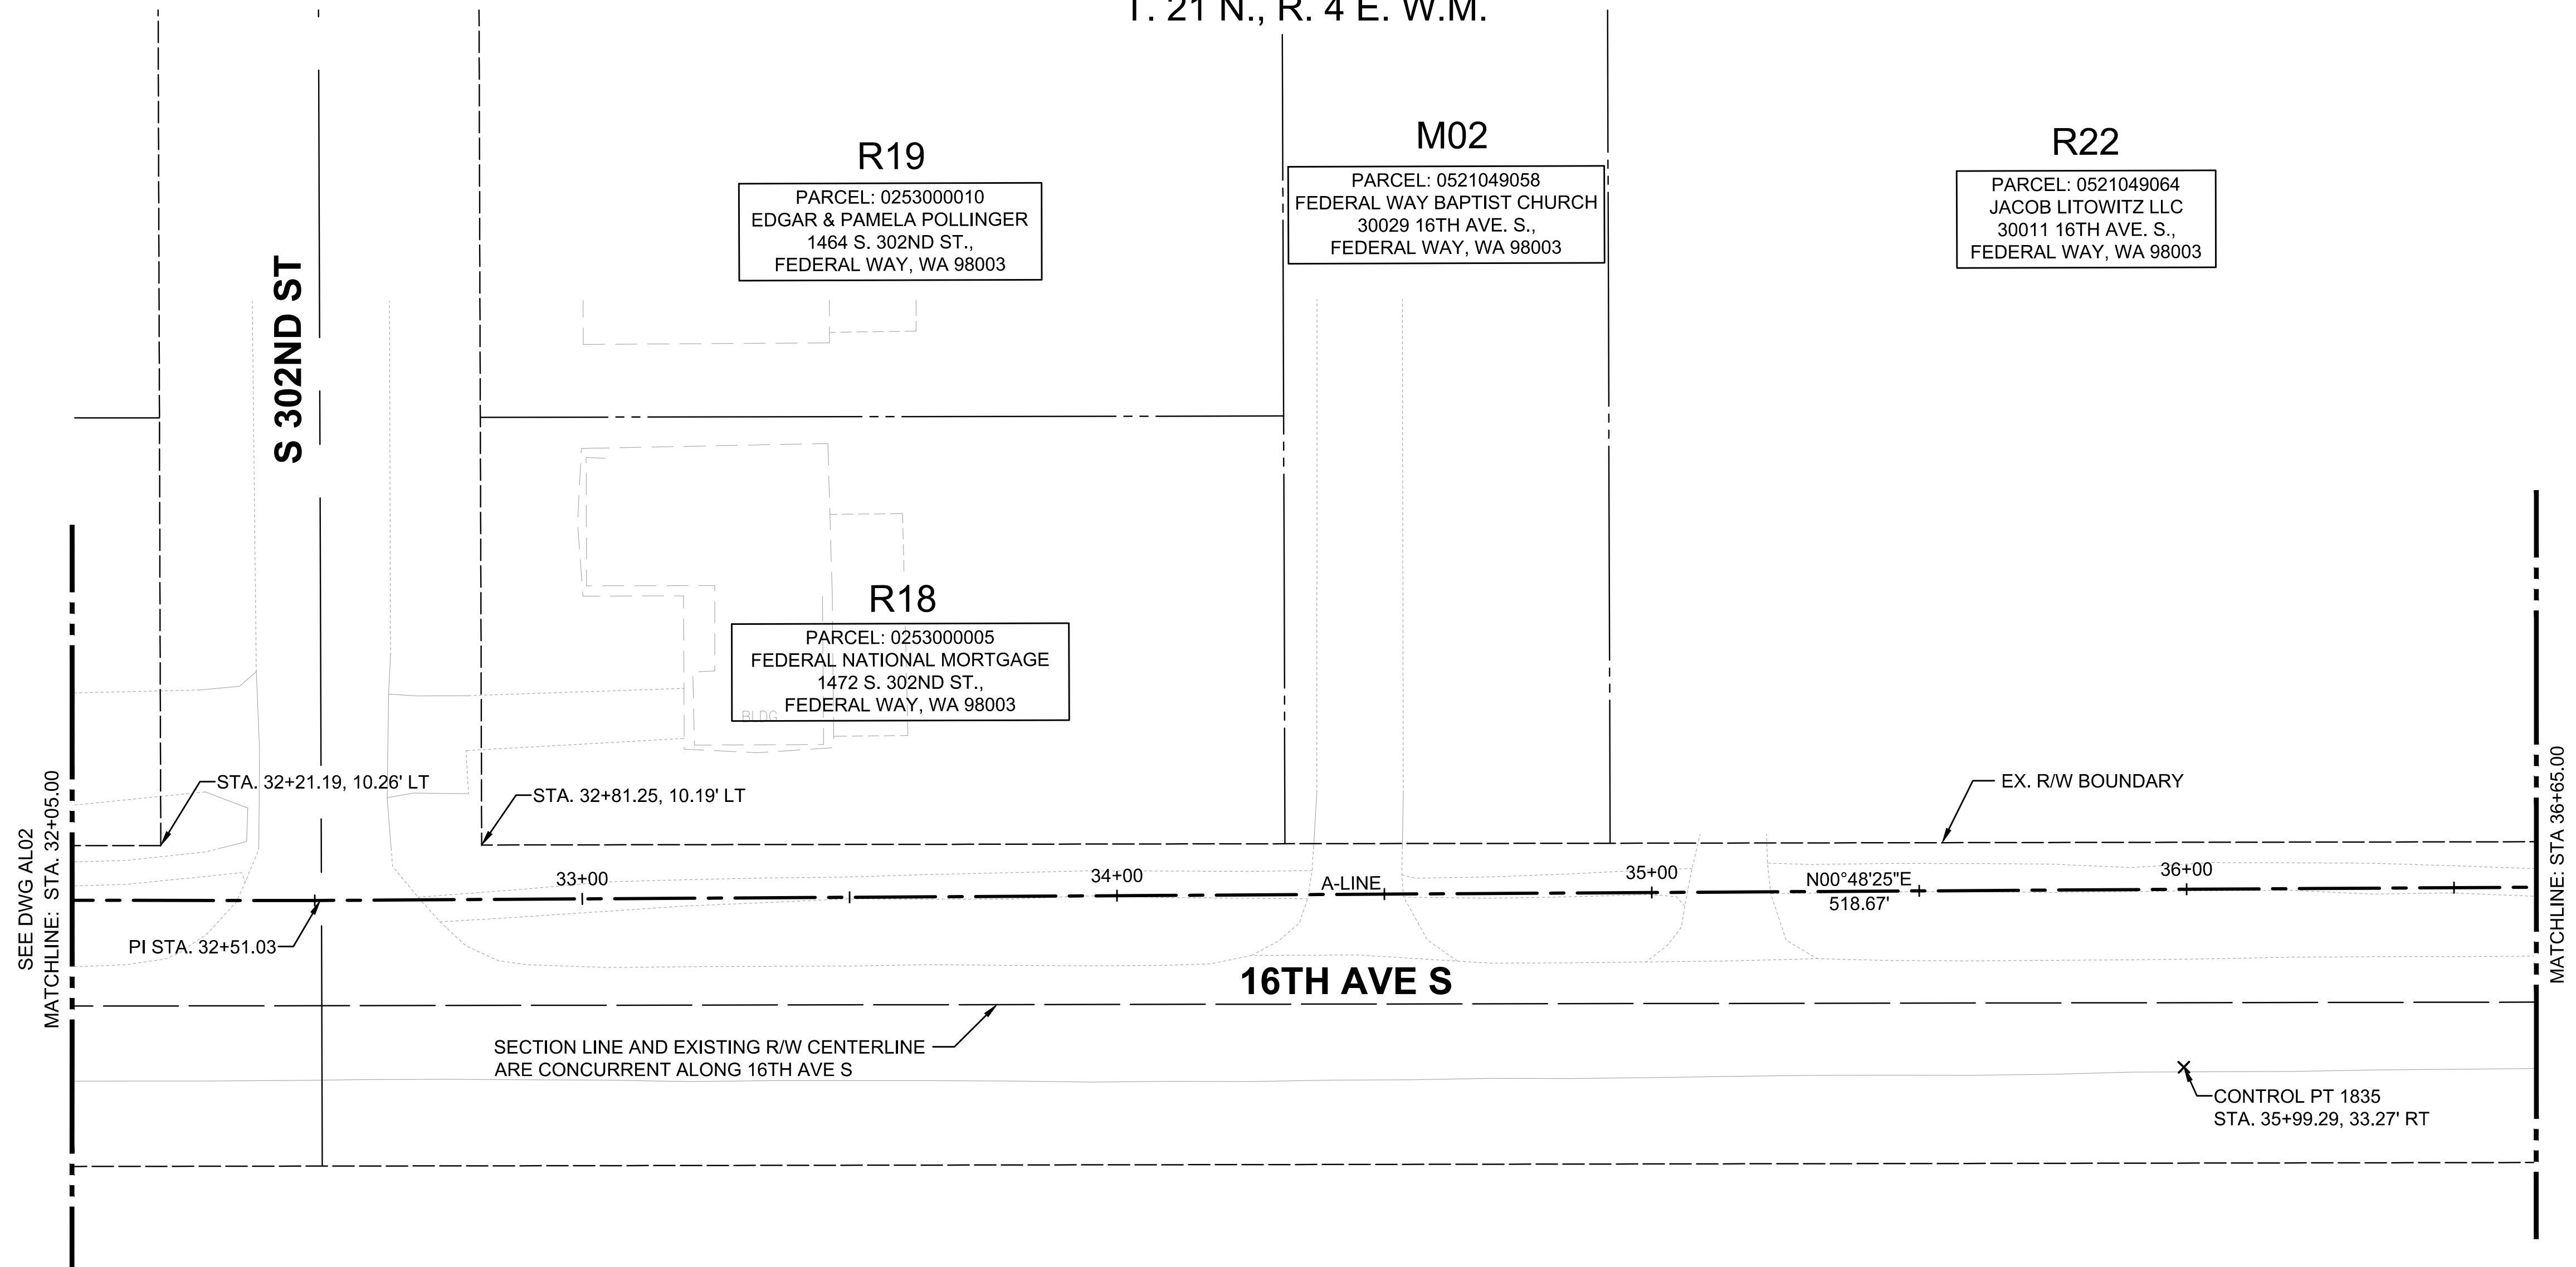 T. 21 N., R. 4 E. W.M.
R19
PARCEL: 0253000010
EDGAR & PAMELA POLLINGER
1464 S. 302ND ST.,
FEDERAL WAY, WA 98003
M02
PARCEL: 0521049058
FEDERAL WAY BAPTIST CHURCH
30029 16TH AVE. S.,
FEDERAL WAY, WA 98003
R22
PARCEL: 0521049064
JACOB LITOWITZ LLC
30011 16TH AVE. S.,
FEDERAL WAY, WA 98003
S 302ND ST
R18
PARCEL: 0253000005
FEDERAL NATIONAL MORTGAGE
1472 S. 302ND ST.,
FEDERAL WAY, WA 98003
BLDG
STA. 32+21.19, 10.26' LT
STA. 32+81.25, 10.19' LT
EX. R/W BOUNDARY
SEE DWG AL02
MATCHLINE: STA. 32+05.00
MATCHLINE: STA 36+65.00
33+00
34+00
A-LINE
35+00
N00°48'25"E
518.67'
36+00
PI STA. 32+51.03
16TH AVE S
SECTION LINE AND EXISTING R/W CENTERLINE
ARE CONCURRENT ALONG 16TH AVE S
CONTROL PT 1835
STA. 35+99.29, 33.27' RT